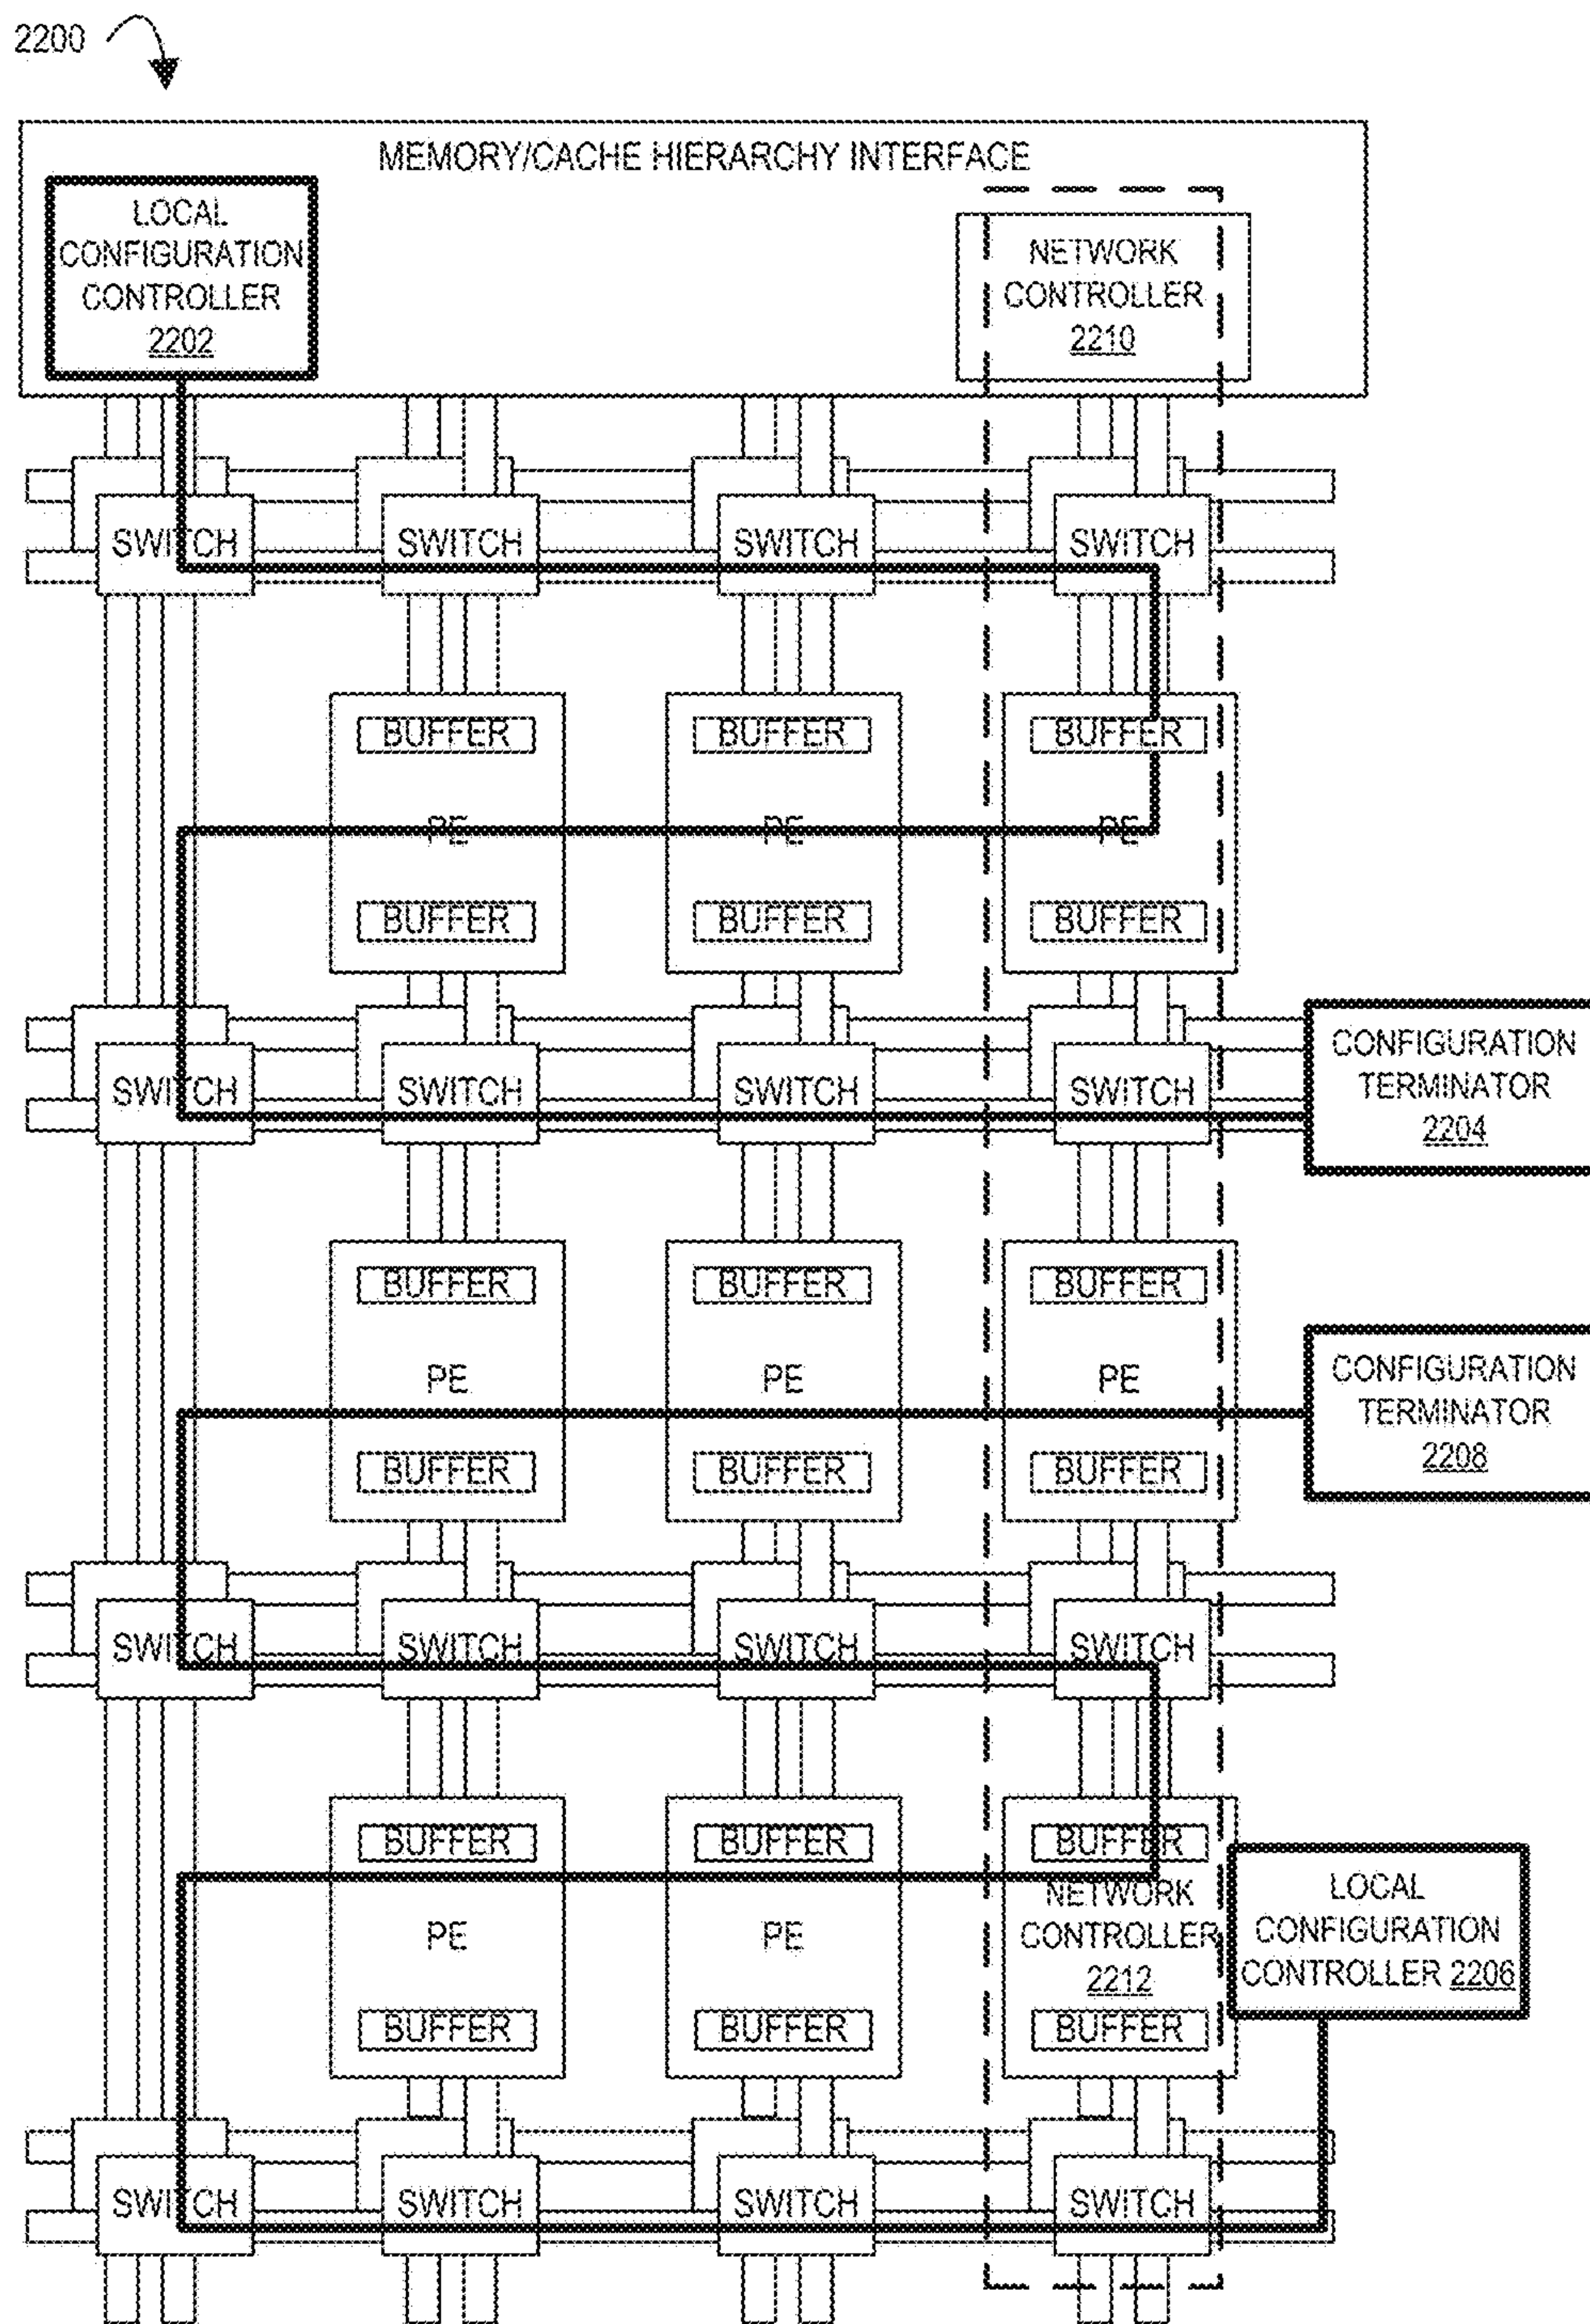 2200
MEMORY/CACHE HIERARCHY INTERFACE
LOCAL
CONFIGURATION
CONTROLLER
2202
NETWORK
CONTROLLER
2210
SWITCH SWITCH SWITCH SWITCH
BUFFER BUFFER BUFFER
PE PE PE
BUFFER BUFFER BUFFER
CONFIGURATION
TERMINATOR
2204
SWITCH SWITCH SWITCH SWITCH
BUFFER BUFFER BUFFER
PE PE PE
BUFFER BUFFER BUFFER
CONFIGURATION
TERMINATOR
2208
SWITCH SWITCH SWITCH SWITCH
BUFFER BUFFER BUFFER
PE PE
NETWORK
CONTROLLER
2212
BUFFER BUFFER BUFFER
LOCAL
CONFIGURATION
CONTROLLER 2206
SWITCH SWITCH SWITCH SWITCH